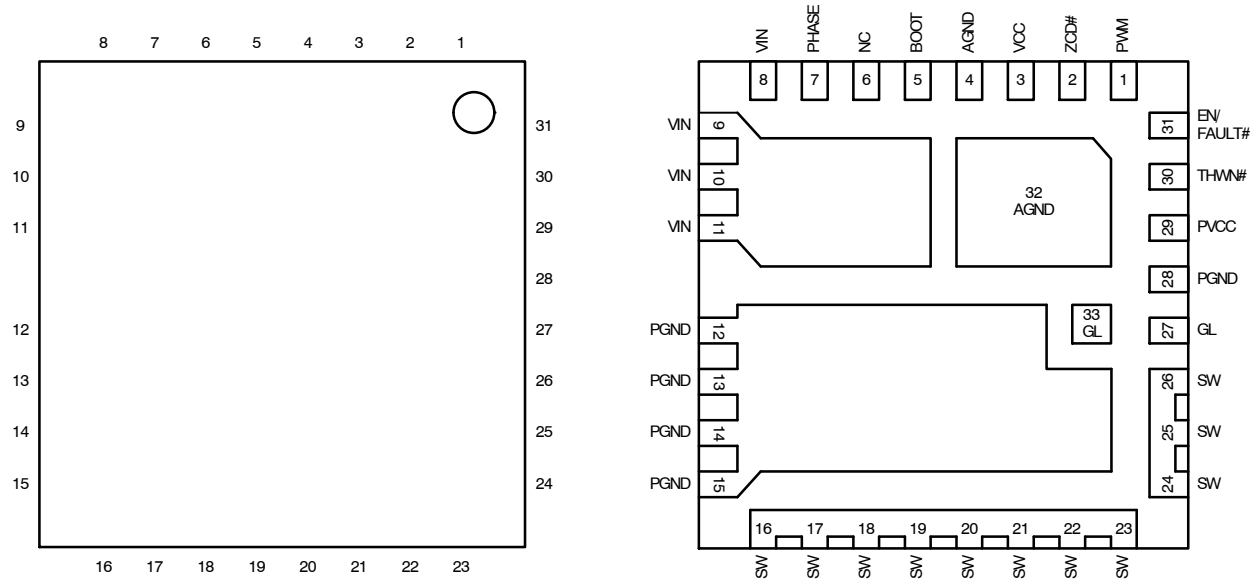 8 7 6 5 4 3 2 1
9
10
11
12
13
14
15
31
30
29
28
27
26
25
24
16 17 18 19 20 21 22 23
VIN PHASE NC BOOT AGND VCC ZCD# PWM
8 7 6 5 4 3 2 1
VIN 9
VIN 10
VIN 11
PGND 12
PGND 13
PGND 14
PGND 15
32
AGND
33
GL
31 EN/
FAULT#
30 THWN#
29 PVCC
28 PGND
27 GL
26 SW
25 SW
24 SW
16 17 18 19 20 21 22 23
SW SW SW SW SW SW SW SW